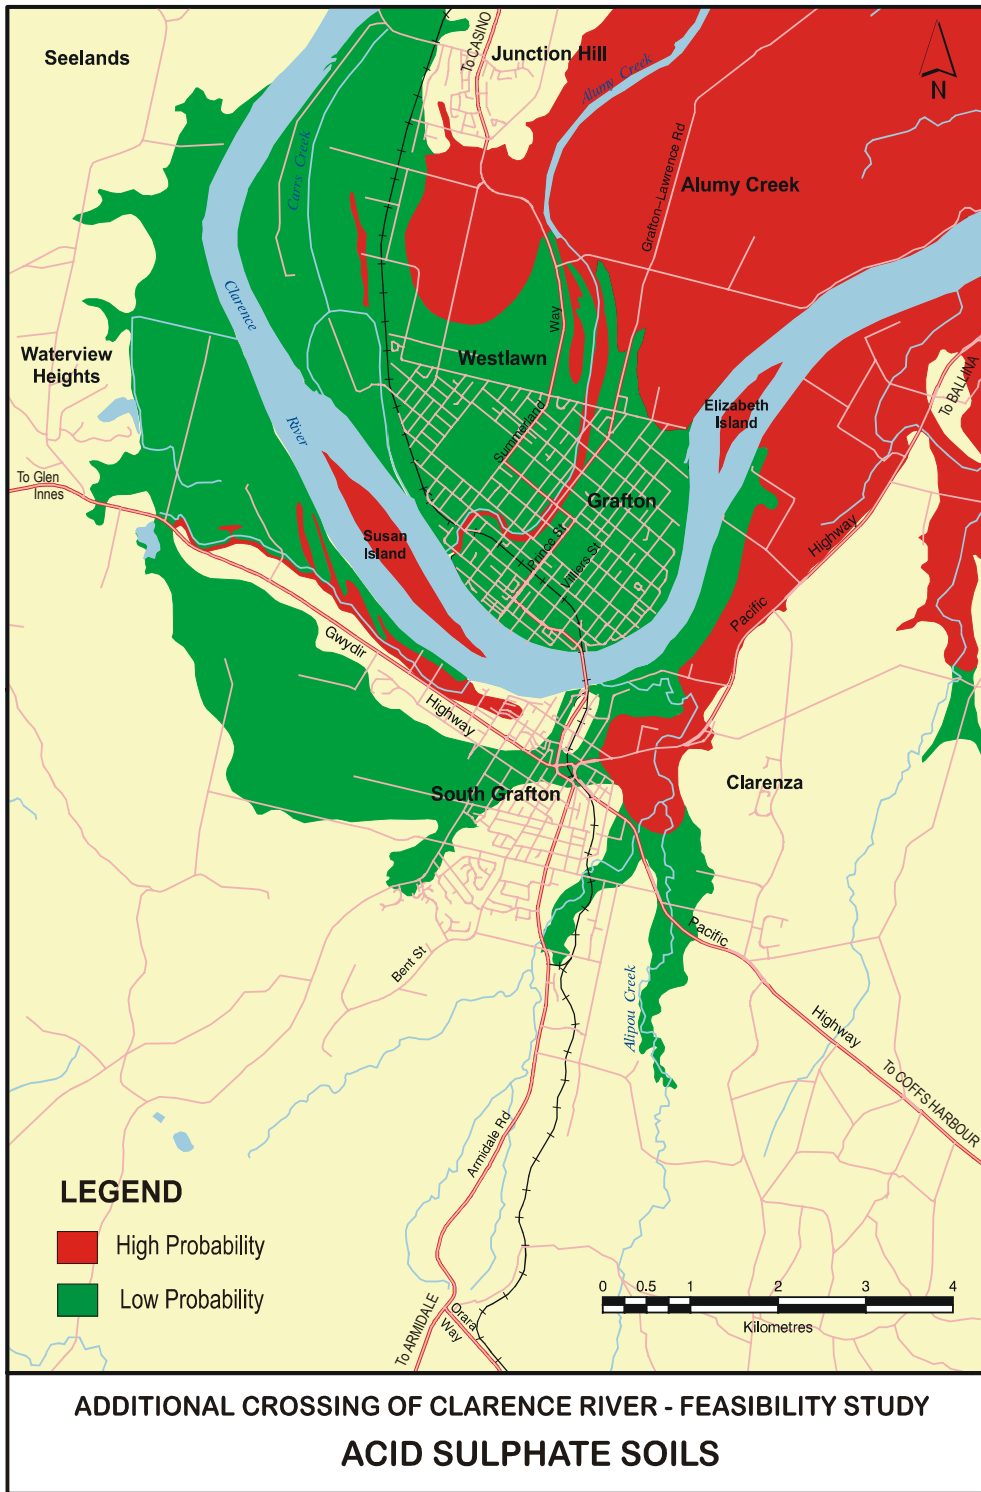 Seelands
To CASINO
Junction Hill
Alumy Creek
N
Carrs Creek
Grafton-Lawrence Rd
Alumy Creek
Clarence
River
Way
Westlawn
Waterview
Heights
To BALLINA
Elizabeth
Island
Summerland
To Glen
Innes
Grafton
Susan
Island
Prince St
Villiers St
Highway
Pacific
Gwydir
Highway
Clarenza
South Grafton
Pacific
Bent St
Alipou Creek
Highway
To COFFS HARBOUR
Armidale Rd
LEGEND
High Probability
Low Probability
0 0.5 1 2 3 4
Kilometres
To ARMIDALE
Orara
Way
ADDITIONAL CROSSING OF CLARENCE RIVER - FEASIBILITY STUDY
ACID SULPHATE SOILS